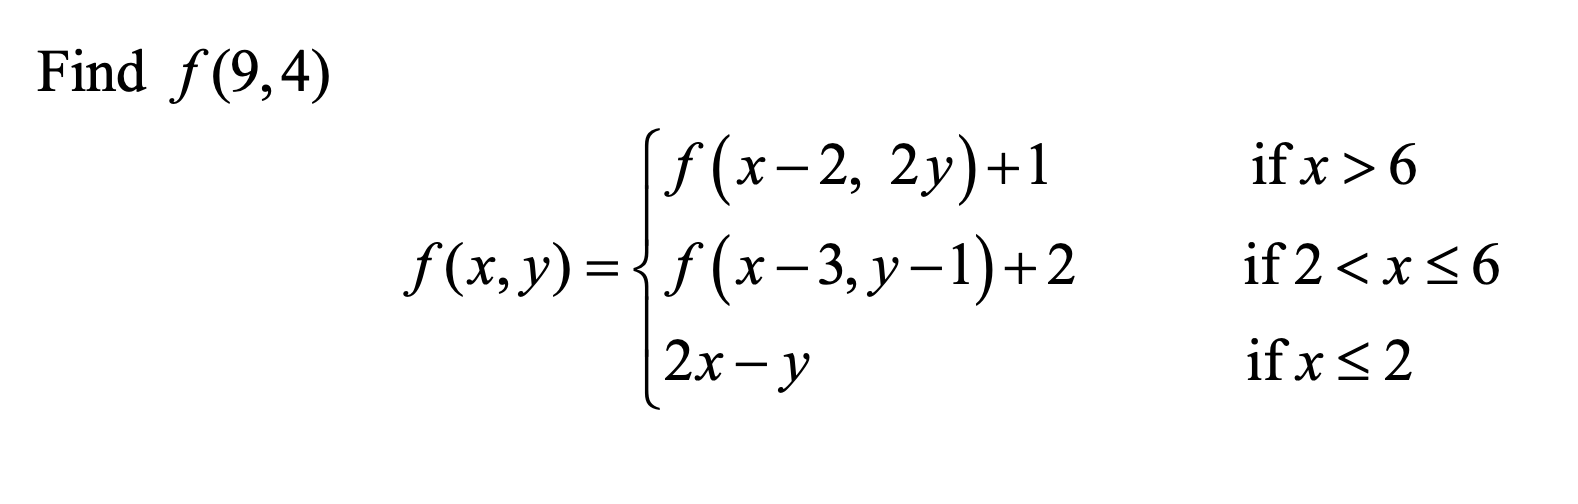 Find f(9,4)
f(x−2, 2y)+1 if x > 6
f(x,y) = { f(x−3,y−1)+2 if 2 < x ≤ 6
2x − y if x ≤ 2